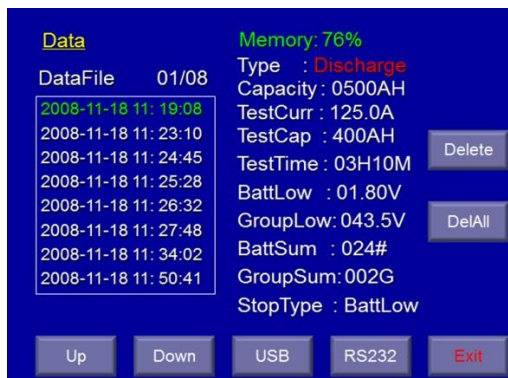 Data
DataFile 01/08
2008-11-18 11: 19:08
2008-11-18 11: 23:10
2008-11-18 11: 24:45
2008-11-18 11: 25:28
2008-11-18 11: 26:32
2008-11-18 11: 27:48
2008-11-18 11: 34:02
2008-11-18 11: 50:41
Memory: 76%
Type : Discharge
Capacity : 0500AH
TestCurr : 125.0A
TestCap : 400AH
TestTime : 03H10M
BattLow : 01.80V
GroupLow: 043.5V
BattSum : 024#
GroupSum:002G
StopType : BattLow
Delete
DelAll
Up Down USB RS232 Exit